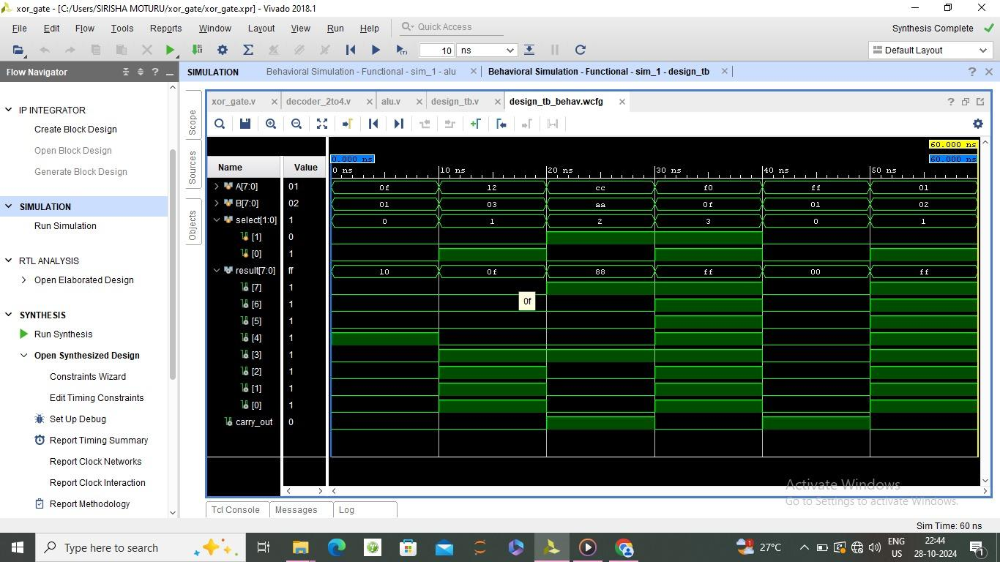 xor_gate - [C:/Users/SIRISHA MOTURU/xor_gate/xor_gate.xpr] - Vivado 2018.1
File Edit Flow Tools Reports Window Layout View Run Help Quick Access Synthesis Complete
10 ns Default Layout
Flow Navigator
SIMULATION Behavioral Simulation - Functional - sim_1 - alu Behavioral Simulation - Functional - sim_1 - design_tb
IP INTEGRATOR
Create Block Design
Open Block Design
Generate Block Design
SIMULATION
Run Simulation
RTL ANALYSIS
Open Elaborated Design
SYNTHESIS
Run Synthesis
Open Synthesized Design
Constraints Wizard
Edit Timing Constraints
Set Up Debug
Report Timing Summary
Report Clock Networks
Report Clock Interaction
Report Methodology
Scope
Sources
Objects
xor_gate.v decoder_2to4.v alu.v design_tb.v design_tb_behav.wcfg
60.000 ns
0.000 ns 60.000 ns
Name Value 0 ns 10 ns 20 ns 30 ns 40 ns 50 ns
A[7:0] 01 0f 12 cc f0 ff 01
B[7:0] 02 01 03 aa 0f 01 02
select[1:0] 1 0 1 2 3 0 1
[1] 0
[0] 1
result[7:0] ff 10 0f 88 ff 00 ff
[7] 1
[6] 1 0f
[5] 1
[4] 1
[3] 1
[2] 1
[1] 1
[0] 1
carry_out 0
Activate Windows
Go to Settings to activate Windows.
Tcl Console Messages Log
Sim Time: 60 ns
Type here to search 27°C ENG US 22:44 28-10-2024 1